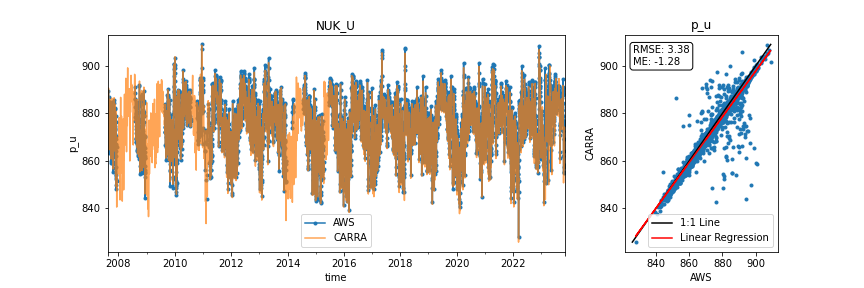 NUK_U
p_u
900
880
860
840
2008
2010
2012
2014
2016
2018
2020
2022
time
AWS
CARRA
p_u
CARRA
900
880
860
840
840
860
880
900
AWS
RMSE: 3.38
ME: -1.28
1:1 Line
Linear Regression